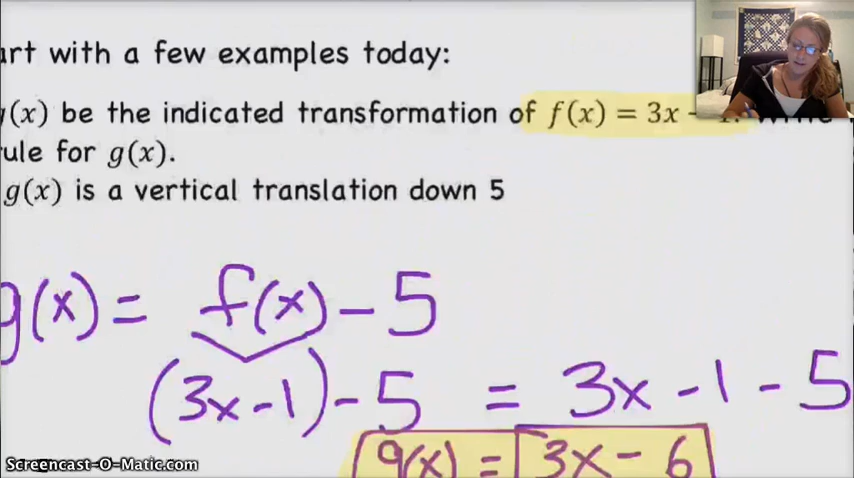 art with a few examples today:
(x) be the indicated transformation of f(x) = 3x −
ule for g(x).
g(x) is a vertical translation down 5
g(x) = f(x) − 5
(3x − 1) − 5 = 3x − 1 − 5
g(x) = 3x − 6
Screencast-O-Matic.com